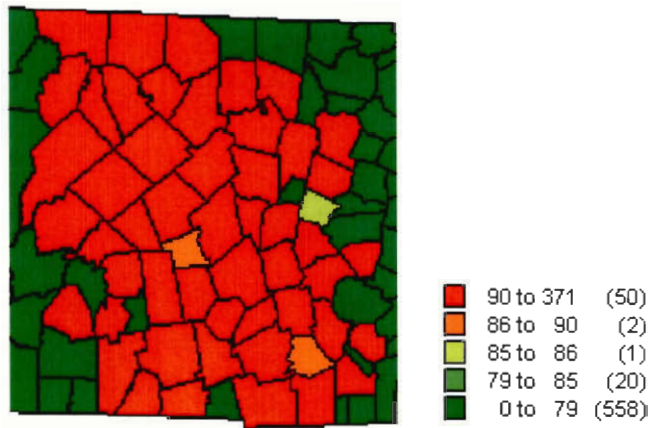 90 to 371 (50)
86 to 90 (2)
85 to 86 (1)
79 to 85 (20)
0 to 79 (558)